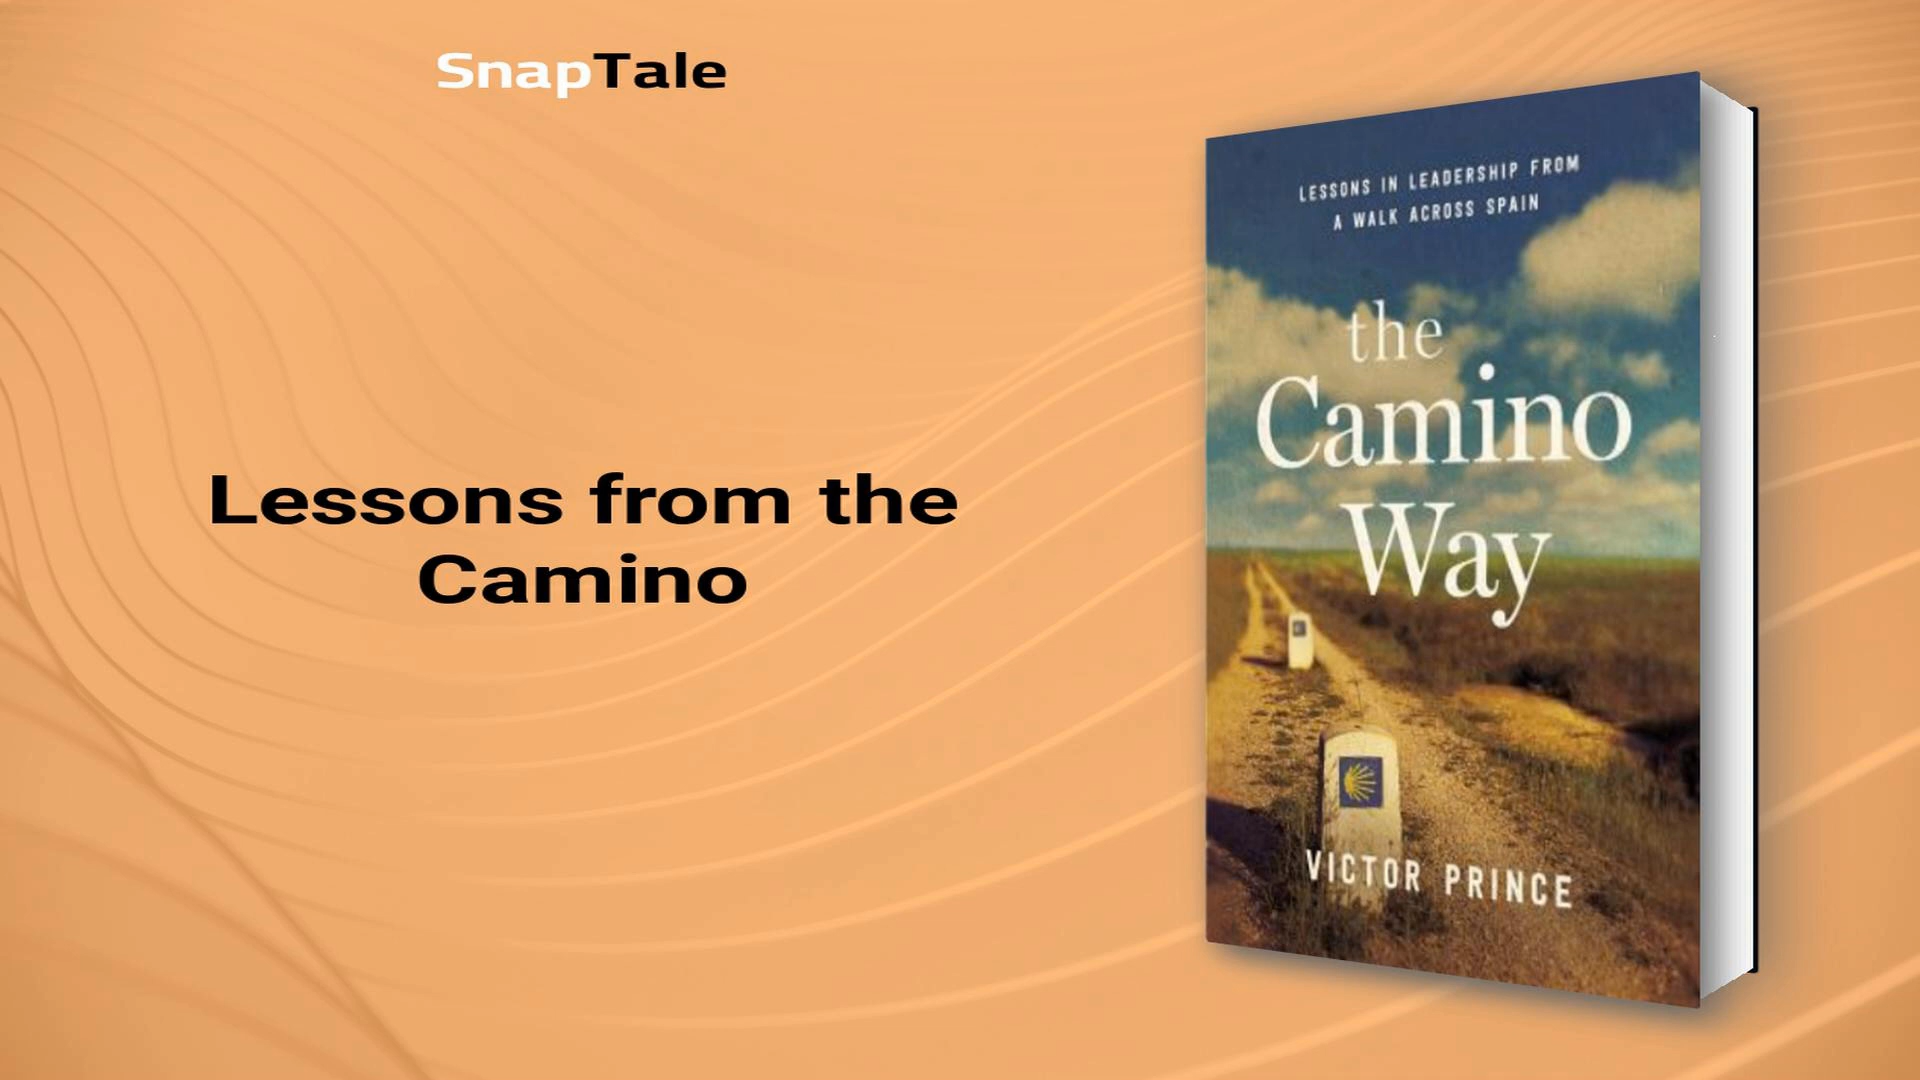 SnapTale
Lessons from the
Camino
LESSONS IN LEADERSHIP FROM
A WALK ACROSS SPAIN
the
Camino
Way
VICTOR PRINCE